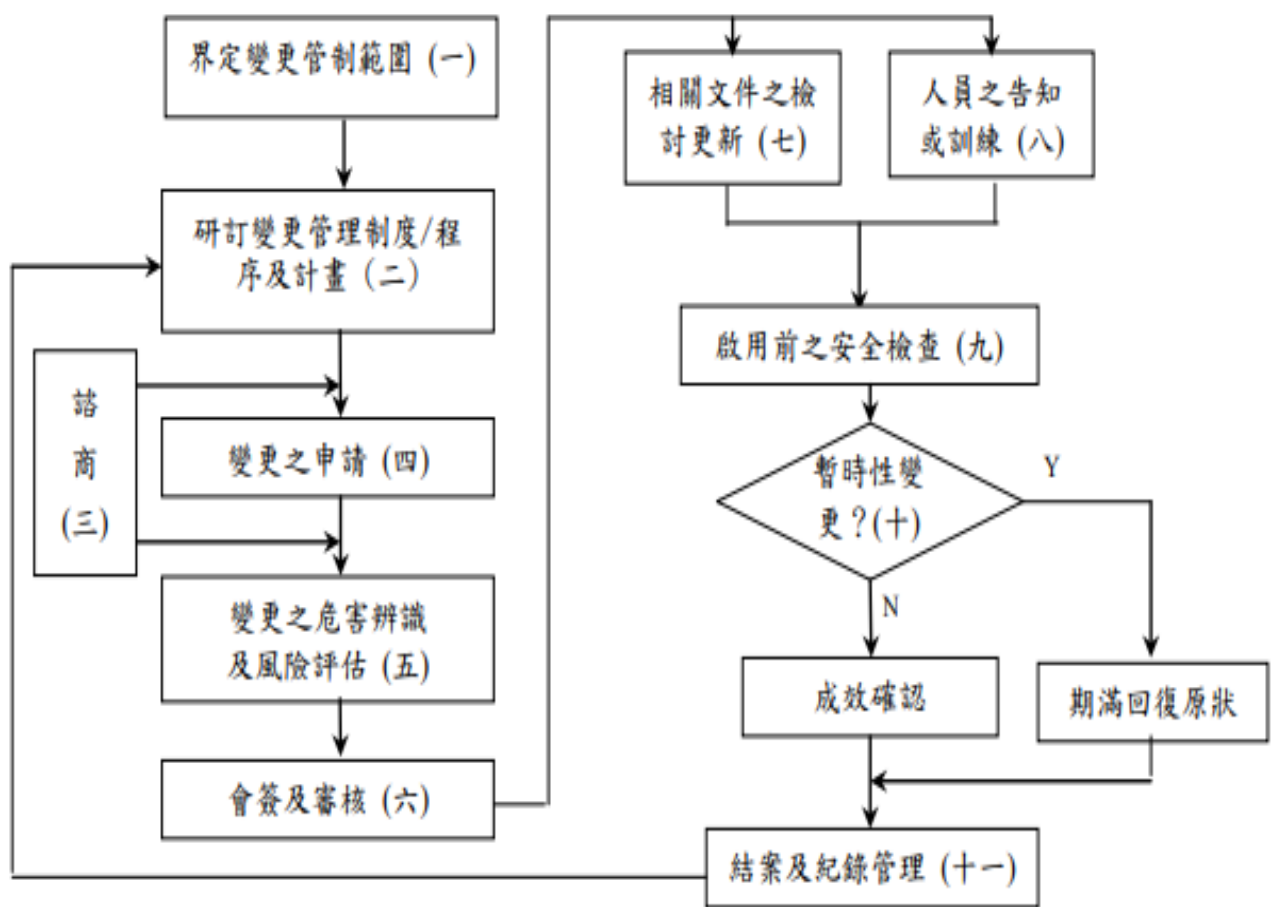 界定變更管制範圍 (一)
研訂變更管理制度/程
序及計畫 (二)
諮
商
(三)
變更之申請 (四)
變更之危害辨識
及風險評估 (五)
會簽及審核 (六)
相關文件之檢
討更新 (七)
人員之告知
或訓練 (八)
啟用前之安全檢查 (九)
暫時性變
更？(十)
Y
N
成效確認
期滿回復原狀
結案及紀錄管理 (十一)